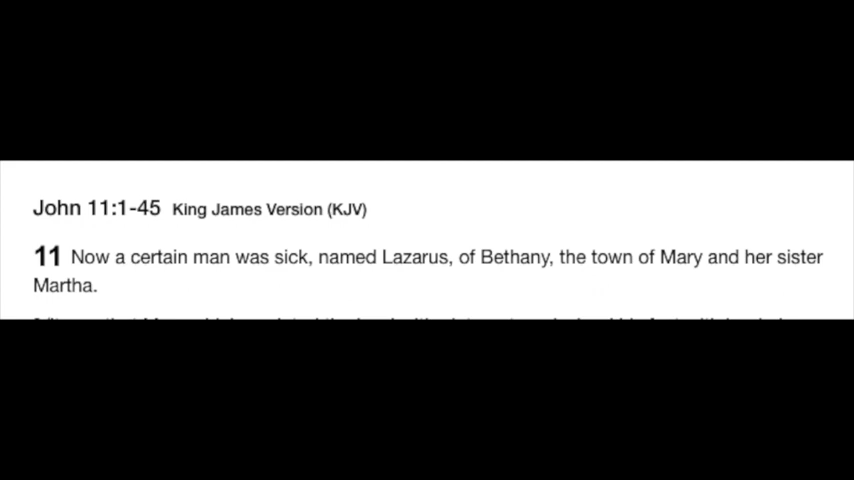 John 11:1-45 King James Version (KJV)
11 Now a certain man was sick, named Lazarus, of Bethany, the town of Mary and her sister
Martha.